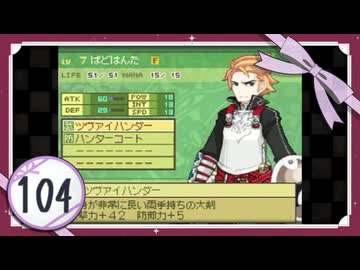 LV 7 ばどはんた F
LIFE 51/51 MANA 15/15
ATK 60 POW 18
DEF 29 INT 13
SPD 13
ツヴァイハンダー
ハンターコート
ツヴァイハンダー
が非常に長い両手持ちの大剣
撃力+42 防御力+5
104